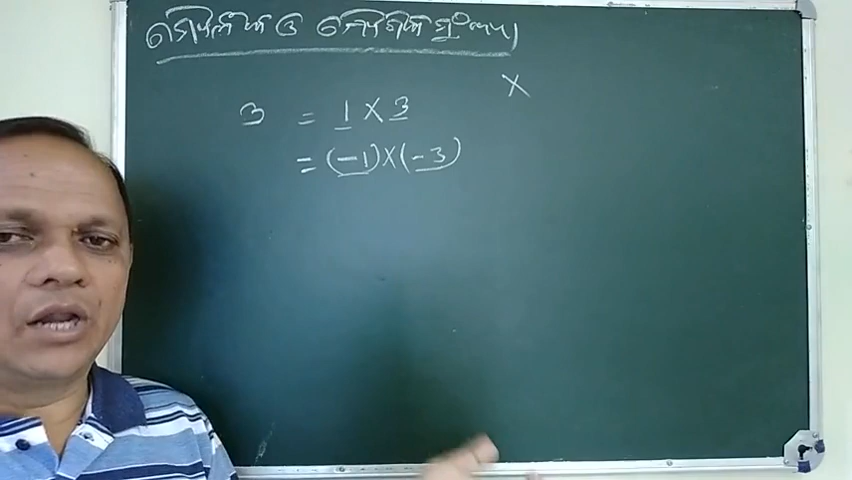 ମୌଳିକ ଓ ଯୌଗିକ ସଂଖ୍ୟା
x
3 = 1 x 3
= (-1)x(-3)